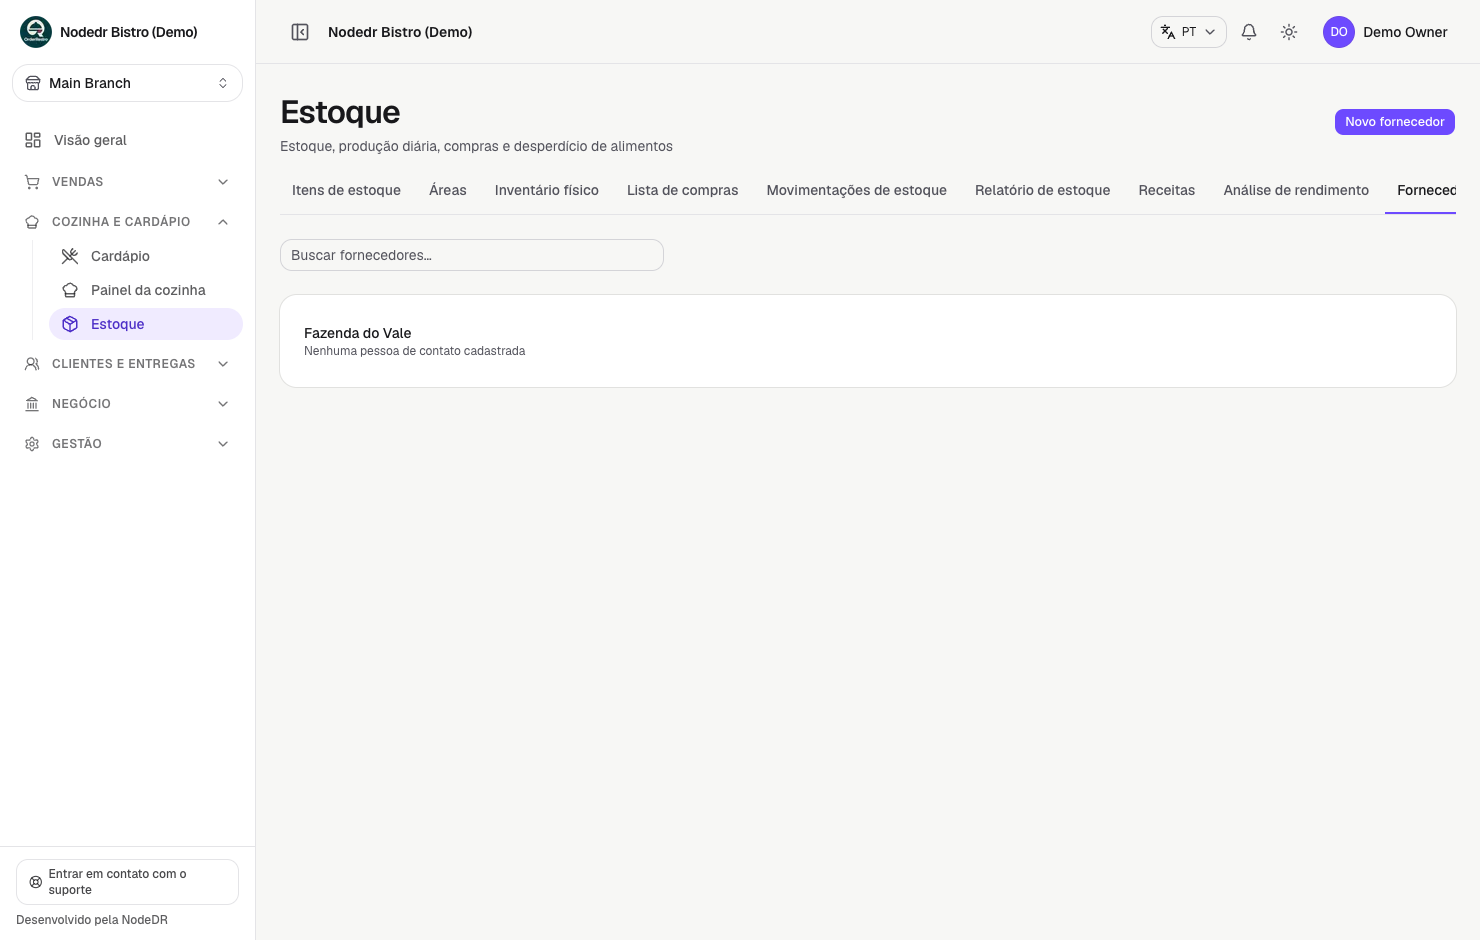 Nodedr Bistro (Demo)
Main Branch
Visão geral
VENDAS
COZINHA E CARDÁPIO
Cardápio
Painel da cozinha
Estoque
CLIENTES E ENTREGAS
NEGÓCIO
GESTÃO
Entrar em contato com o
suporte
Desenvolvido pela NodeDR
Nodedr Bistro (Demo)
PT
DO
Demo Owner
Estoque
Estoque, produção diária, compras e desperdício de alimentos
Novo fornecedor
Itens de estoque Áreas Inventário físico Lista de compras Movimentações de estoque Relatório de estoque Receitas Análise de rendimento Forneced
Buscar fornecedores...
Fazenda do Vale
Nenhuma pessoa de contato cadastrada